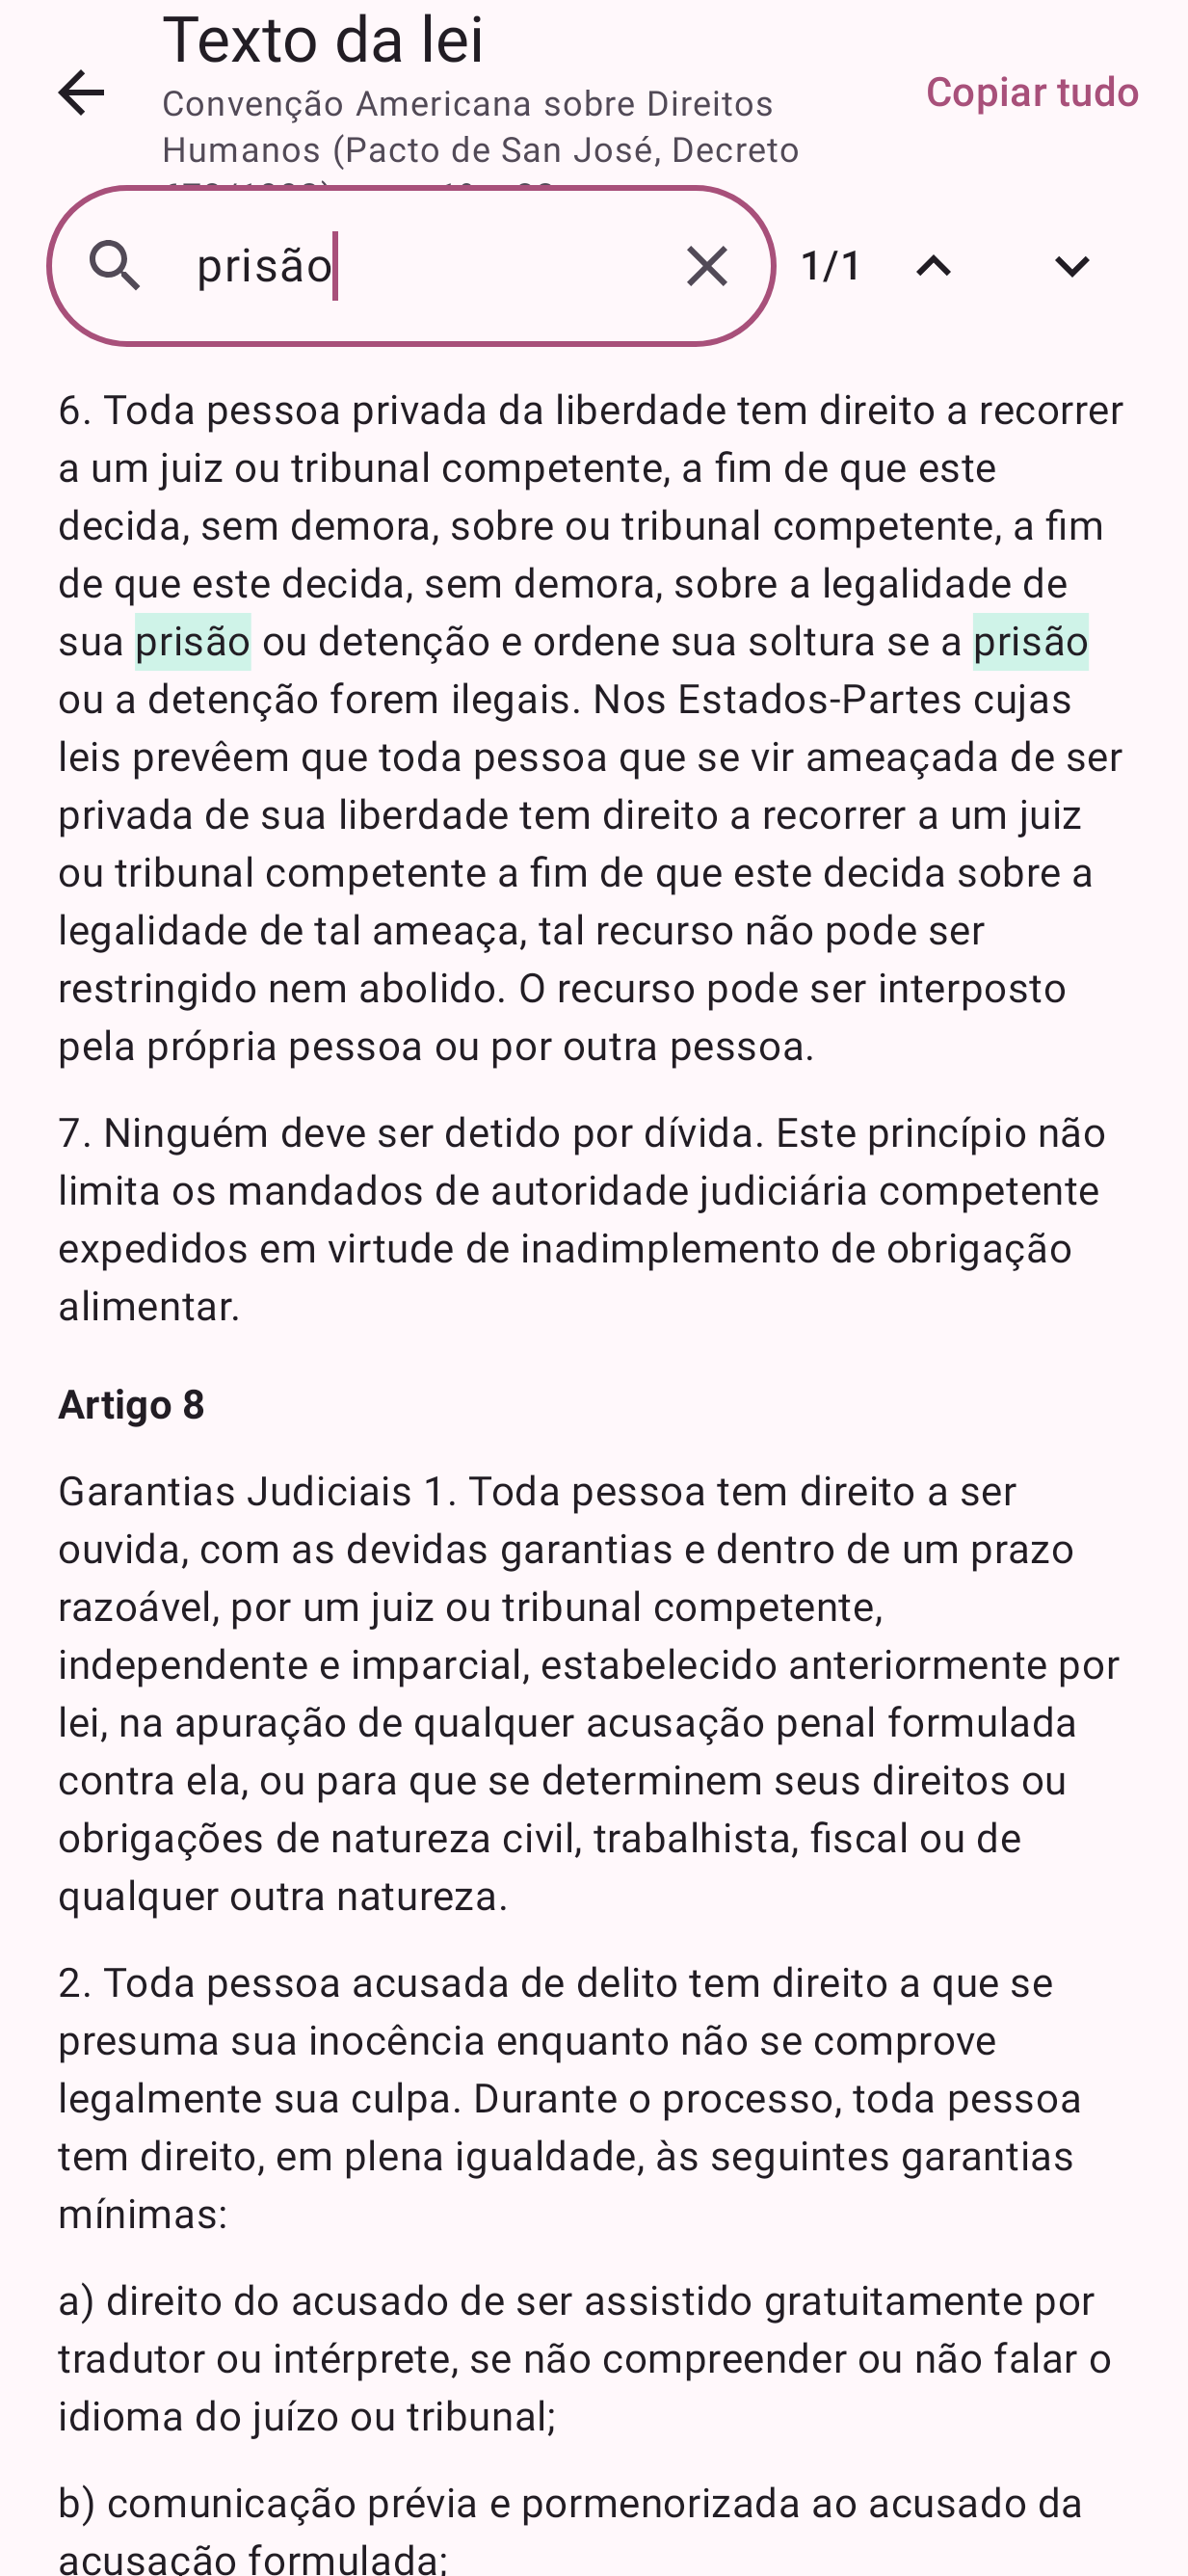 Texto da lei
Convenção Americana sobre Direitos
Humanos (Pacto de San José, Decreto
Copiar tudo
prisão
1/1
6. Toda pessoa privada da liberdade tem direito a recorrer
a um juiz ou tribunal competente, a fim de que este
decida, sem demora, sobre ou tribunal competente, a fim
de que este decida, sem demora, sobre a legalidade de
sua prisão ou detenção e ordene sua soltura se a prisão
ou a detenção forem ilegais. Nos Estados-Partes cujas
leis prevêem que toda pessoa que se vir ameaçada de ser
privada de sua liberdade tem direito a recorrer a um juiz
ou tribunal competente a fim de que este decida sobre a
legalidade de tal ameaça, tal recurso não pode ser
restringido nem abolido. O recurso pode ser interposto
pela própria pessoa ou por outra pessoa.
7. Ninguém deve ser detido por dívida. Este princípio não
limita os mandados de autoridade judiciária competente
expedidos em virtude de inadimplemento de obrigação
alimentar.
Artigo 8
Garantias Judiciais 1. Toda pessoa tem direito a ser
ouvida, com as devidas garantias e dentro de um prazo
razoável, por um juiz ou tribunal competente,
independente e imparcial, estabelecido anteriormente por
lei, na apuração de qualquer acusação penal formulada
contra ela, ou para que se determinem seus direitos ou
obrigações de natureza civil, trabalhista, fiscal ou de
qualquer outra natureza.
2. Toda pessoa acusada de delito tem direito a que se
presuma sua inocência enquanto não se comprove
legalmente sua culpa. Durante o processo, toda pessoa
tem direito, em plena igualdade, às seguintes garantias
mínimas:
a) direito do acusado de ser assistido gratuitamente por
tradutor ou intérprete, se não compreender ou não falar o
idioma do juízo ou tribunal;
b) comunicação prévia e pormenorizada ao acusado da
acusação formulada;